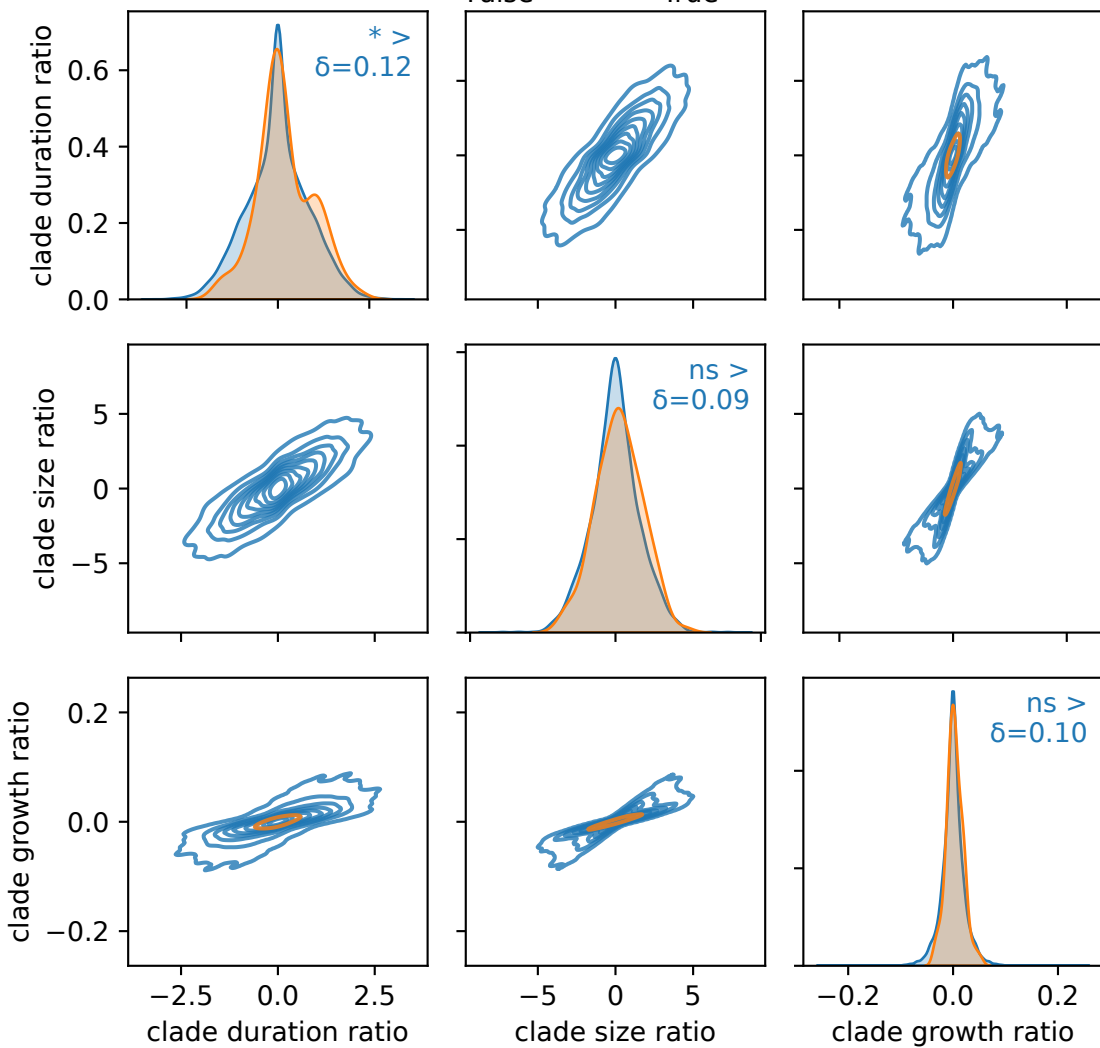 True
* >
δ=0.12
clade duration ratio
0.6
0.4
0.2
0.0
ns >
δ=0.09
clade size ratio
5
0
−5
ns >
δ=0.10
clade growth ratio
0.2
0.0
−0.2
−2.5 0.0 2.5
−5 0 5
−0.2 0.0 0.2
clade duration ratio
clade size ratio
clade growth ratio